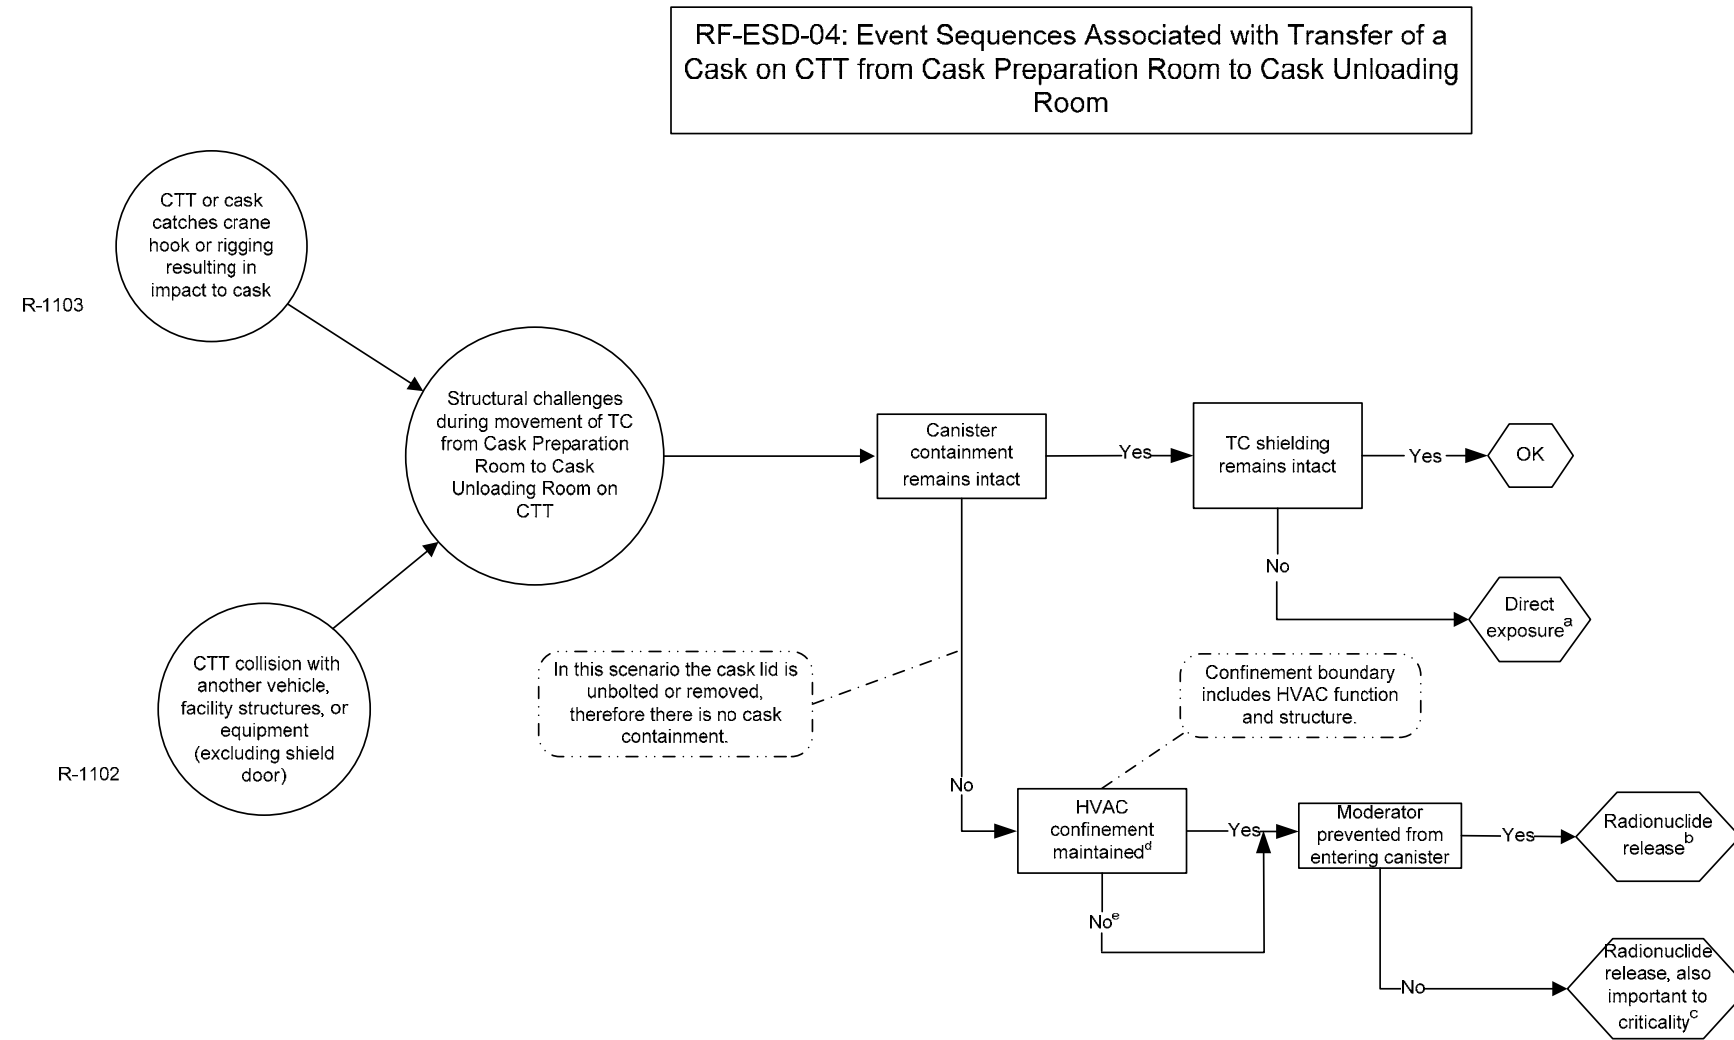 RF-ESD-04: Event Sequences Associated with Transfer of a
Cask on CTT from Cask Preparation Room to Cask Unloading
Room
CTT or cask
catches crane
hook or rigging
resulting in
impact to cask
R-1103
Structural challenges
during movement of TC
from Cask Preparation
Room to Cask
Unloading Room on
CTT
Canister
containment
remains intact
Yes
TC shielding
remains intact
Yes
OK
No
Direct
exposureᵃ
CTT collision with
another vehicle,
facility structures, or
equipment
(excluding shield
door)
R-1102
In this scenario the cask lid is
unbolted or removed,
therefore there is no cask
containment.
Confinement boundary
includes HVAC function
and structure.
No
HVAC
confinement
maintainedᵈ
Yes
Noᵉ
Moderator
prevented from
entering canister
Yes
Radionuclide
releaseᵇ
No
Radionuclide
release, also
important to
criticalityᶜ